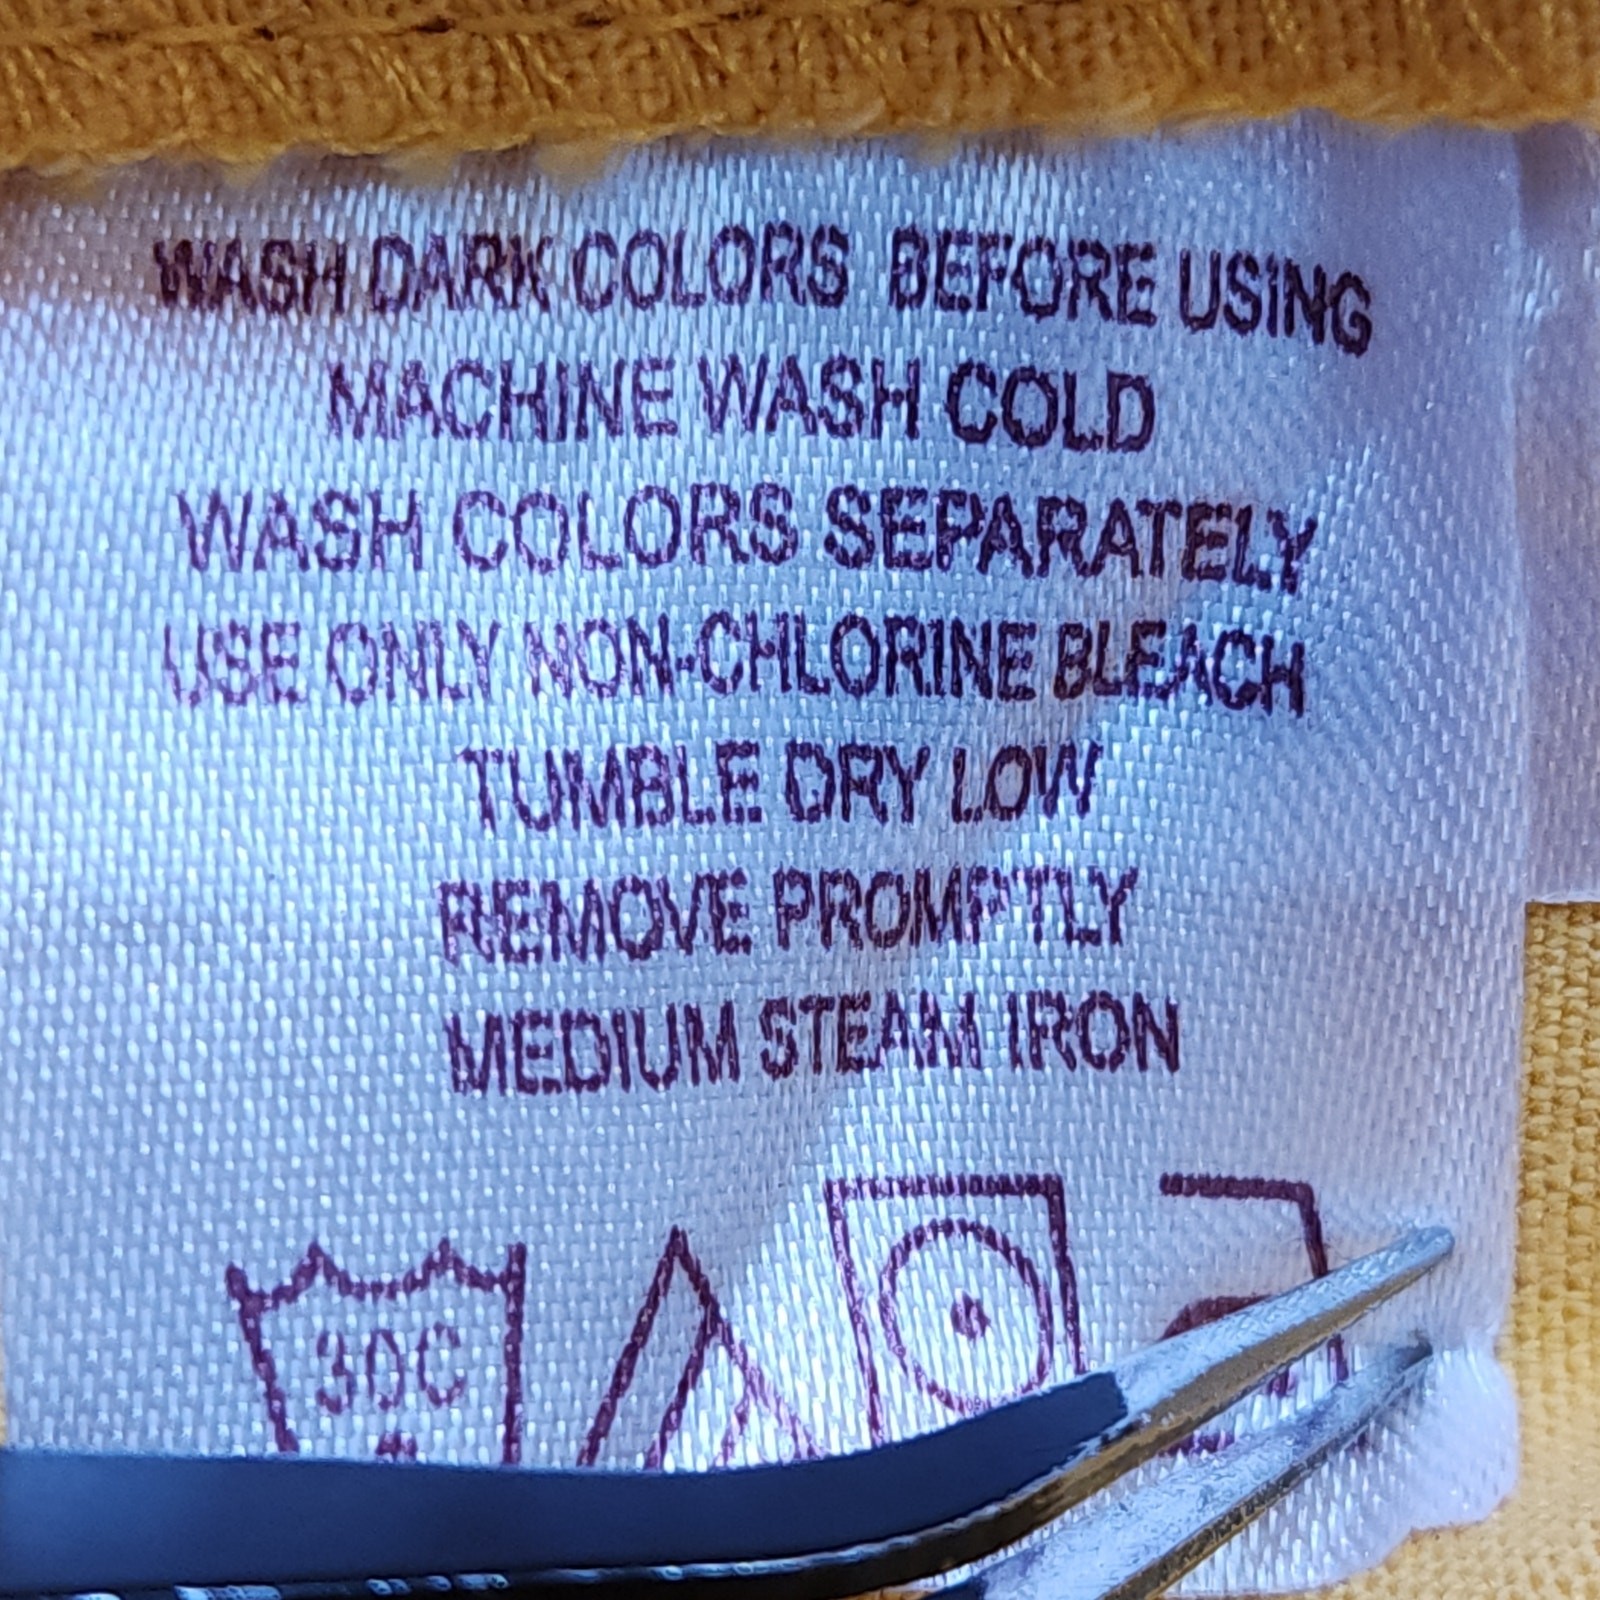 WASH DARK COLORS BEFORE USING
MACHINE WASH COLD
WASH COLORS SEPARATELY
USE ONLY NON-CHLORINE BLEACH
TUMBLE DRY LOW
REMOVE PROMPTLY
MEDIUM STEAM IRON
30C